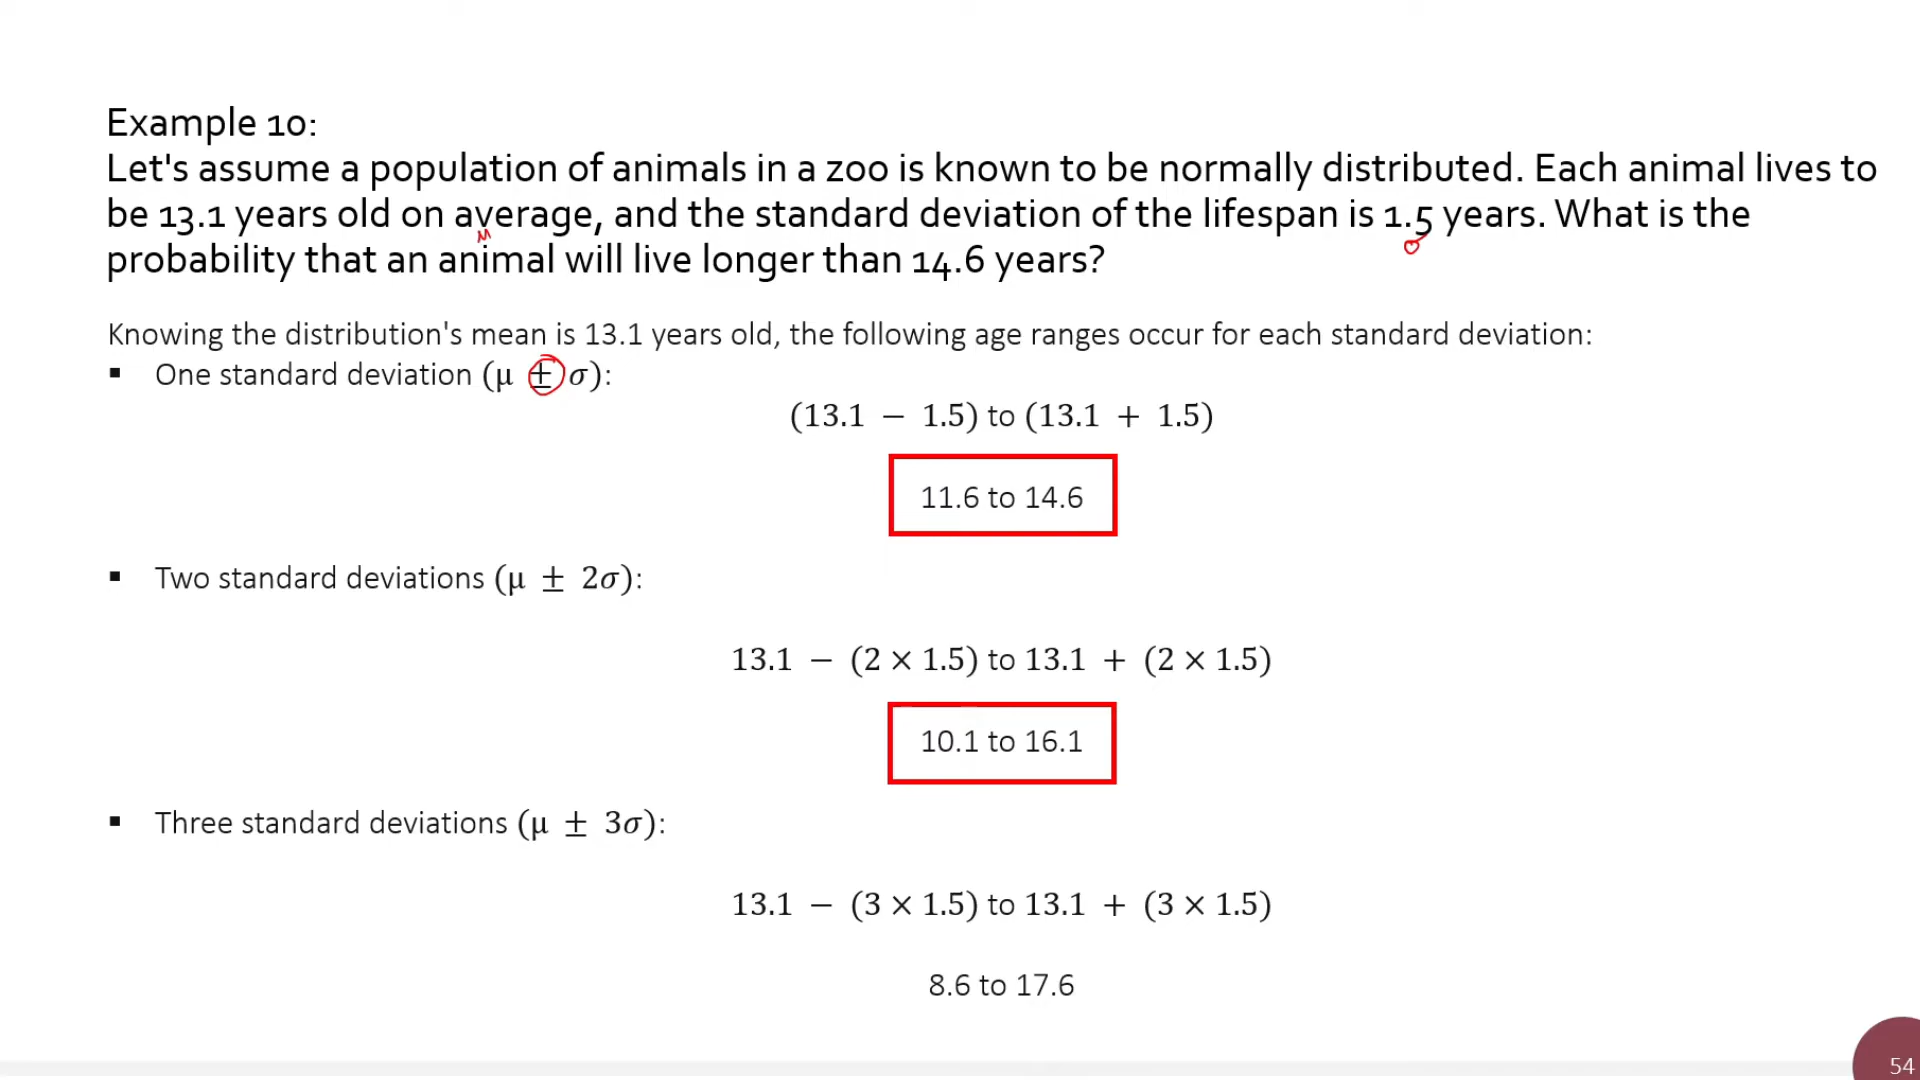 Example 10:
Let's assume a population of animals in a zoo is known to be normally distributed. Each animal lives to
be 13.1 years old on average, and the standard deviation of the lifespan is 1.5 years. What is the
μ σ
probability that an animal will live longer than 14.6 years?
Knowing the distribution's mean is 13.1 years old, the following age ranges occur for each standard deviation:
▪ One standard deviation (μ ± σ):
(13.1 − 1.5) to (13.1 + 1.5)
11.6 to 14.6
▪ Two standard deviations (μ ± 2σ):
13.1 − (2 × 1.5) to 13.1 + (2 × 1.5)
10.1 to 16.1
▪ Three standard deviations (μ ± 3σ):
13.1 − (3 × 1.5) to 13.1 + (3 × 1.5)
8.6 to 17.6
54